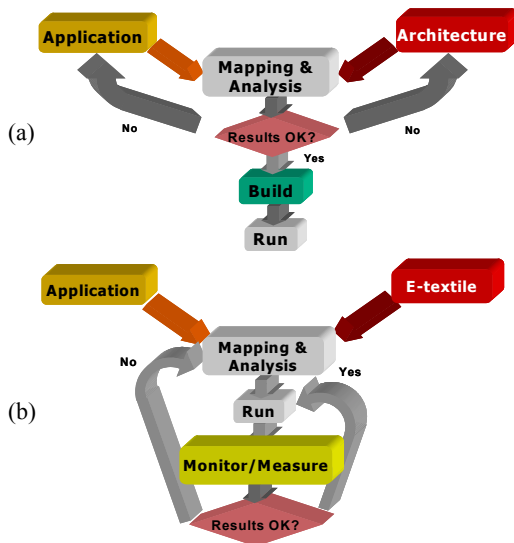 Application
Architecture
Mapping &
Analysis
No
Results OK?
No
(a)
Yes
Build
Run
Application
E-textile
Mapping &
Analysis
No
Yes
Run
(b)
Monitor/Measure
Results OK?